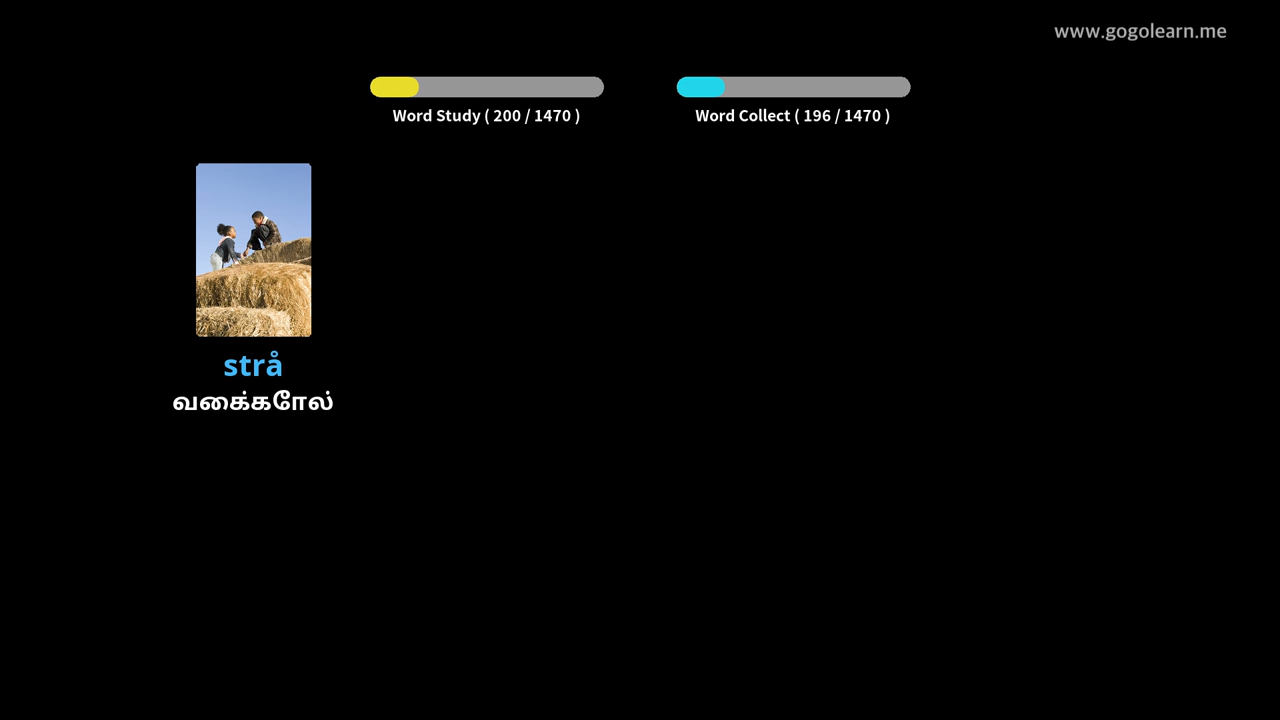 www.gogolearn.me
Word Study ( 200 / 1470 )
Word Collect ( 196 / 1470 )
strå
வைக்கோல்